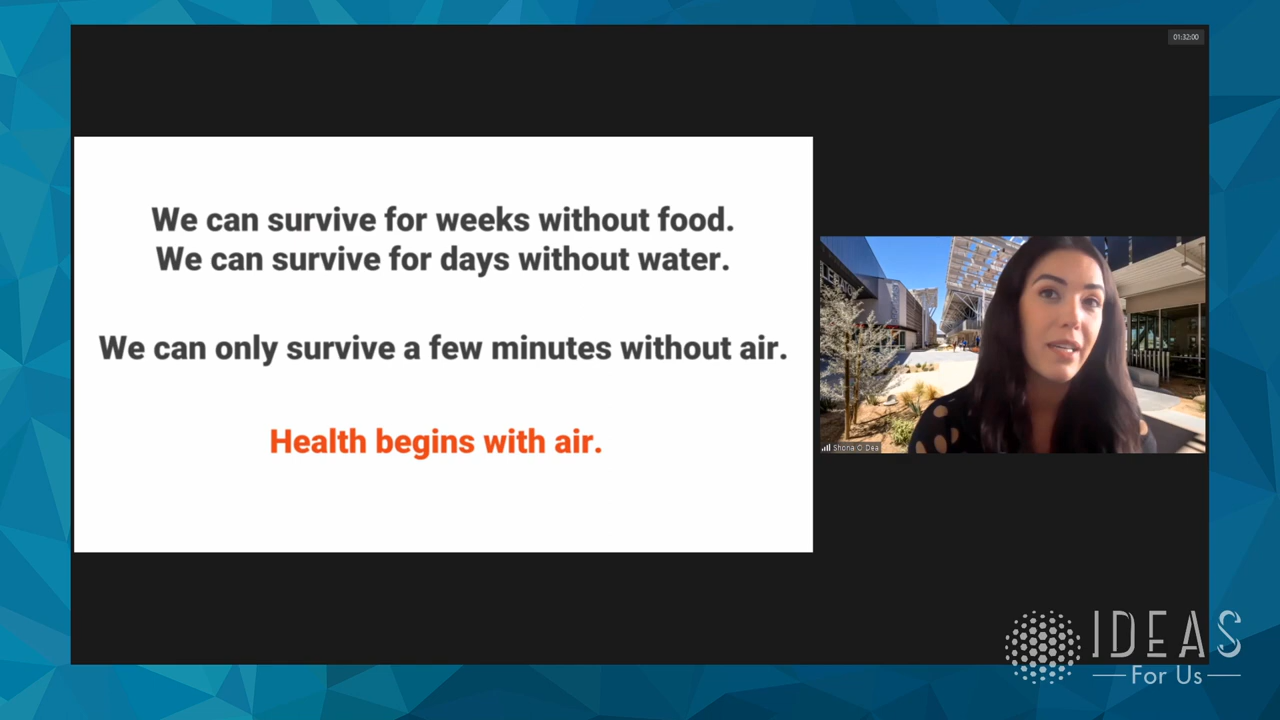 01:32:00
We can survive for weeks without food.
We can survive for days without water.
We can only survive a few minutes without air.
Health begins with air.
Shona O Dea
IDEAS
For Us